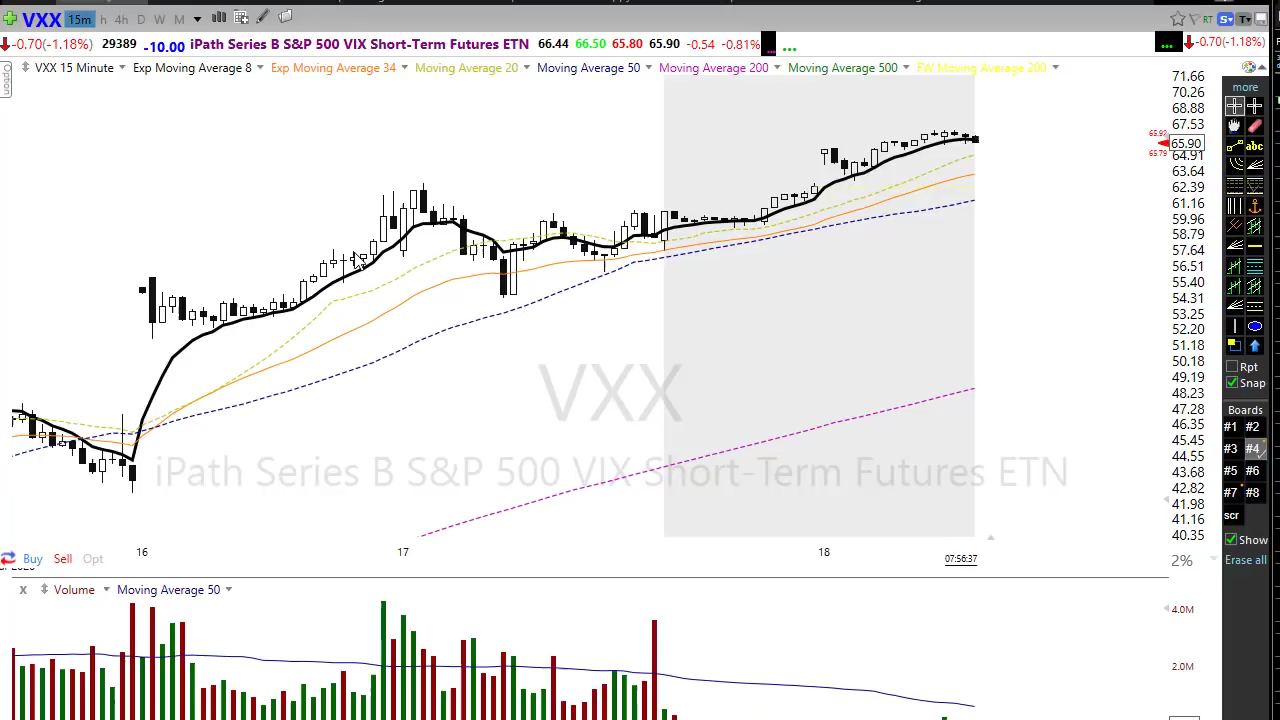 VXX 15m h 4h D W M RT S T
-0.70(-1.18%) 29389 -10.00 iPath Series B S&P 500 VIX Short-Term Futures ETN 66.44 66.50 65.80 65.90 -0.54 -0.81% ... ... -0.70(-1.18%)
Option
VXX 15 Minute Exp Moving Average 8 Exp Moving Average 34 Moving Average 20 Moving Average 50 Moving Average 200 Moving Average 500 FW Moving Average 200
71.66
70.26
68.88
67.53
65.92
65.90
65.79
64.91
63.64
62.39
61.16
59.96
58.79
57.64
56.51
55.40
54.31
53.25
52.20
51.18
50.18
49.19
48.23
47.28
46.35
45.44
44.55
43.68
42.82
41.98
41.16
40.35
more
abc
Rpt
Snap
Boards
#1 #2
#3 #4
#5 #6
#7 #8
scr
Show
Erase all
VXX
iPath Series B S&P 500 VIX Short-Term Futures ETN
16 17 18
07:56:37
Buy Sell Opt
2%
x Volume Moving Average 50
4.0M
2.0M